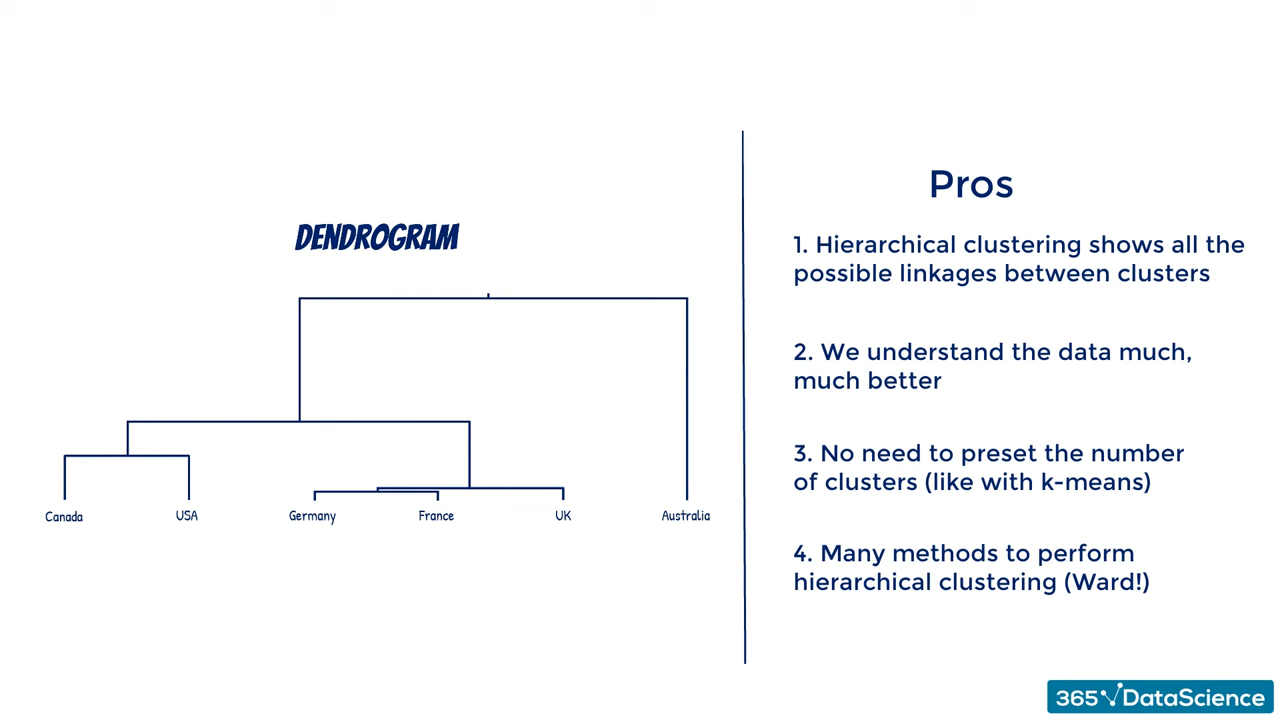 DENDROGRAM
Canada
USA
Germany
France
UK
Australia
Pros
1. Hierarchical clustering shows all the
possible linkages between clusters
2. We understand the data much,
much better
3. No need to preset the number
of clusters (like with k-means)
4. Many methods to perform
hierarchical clustering (Ward!)
365 DataScience